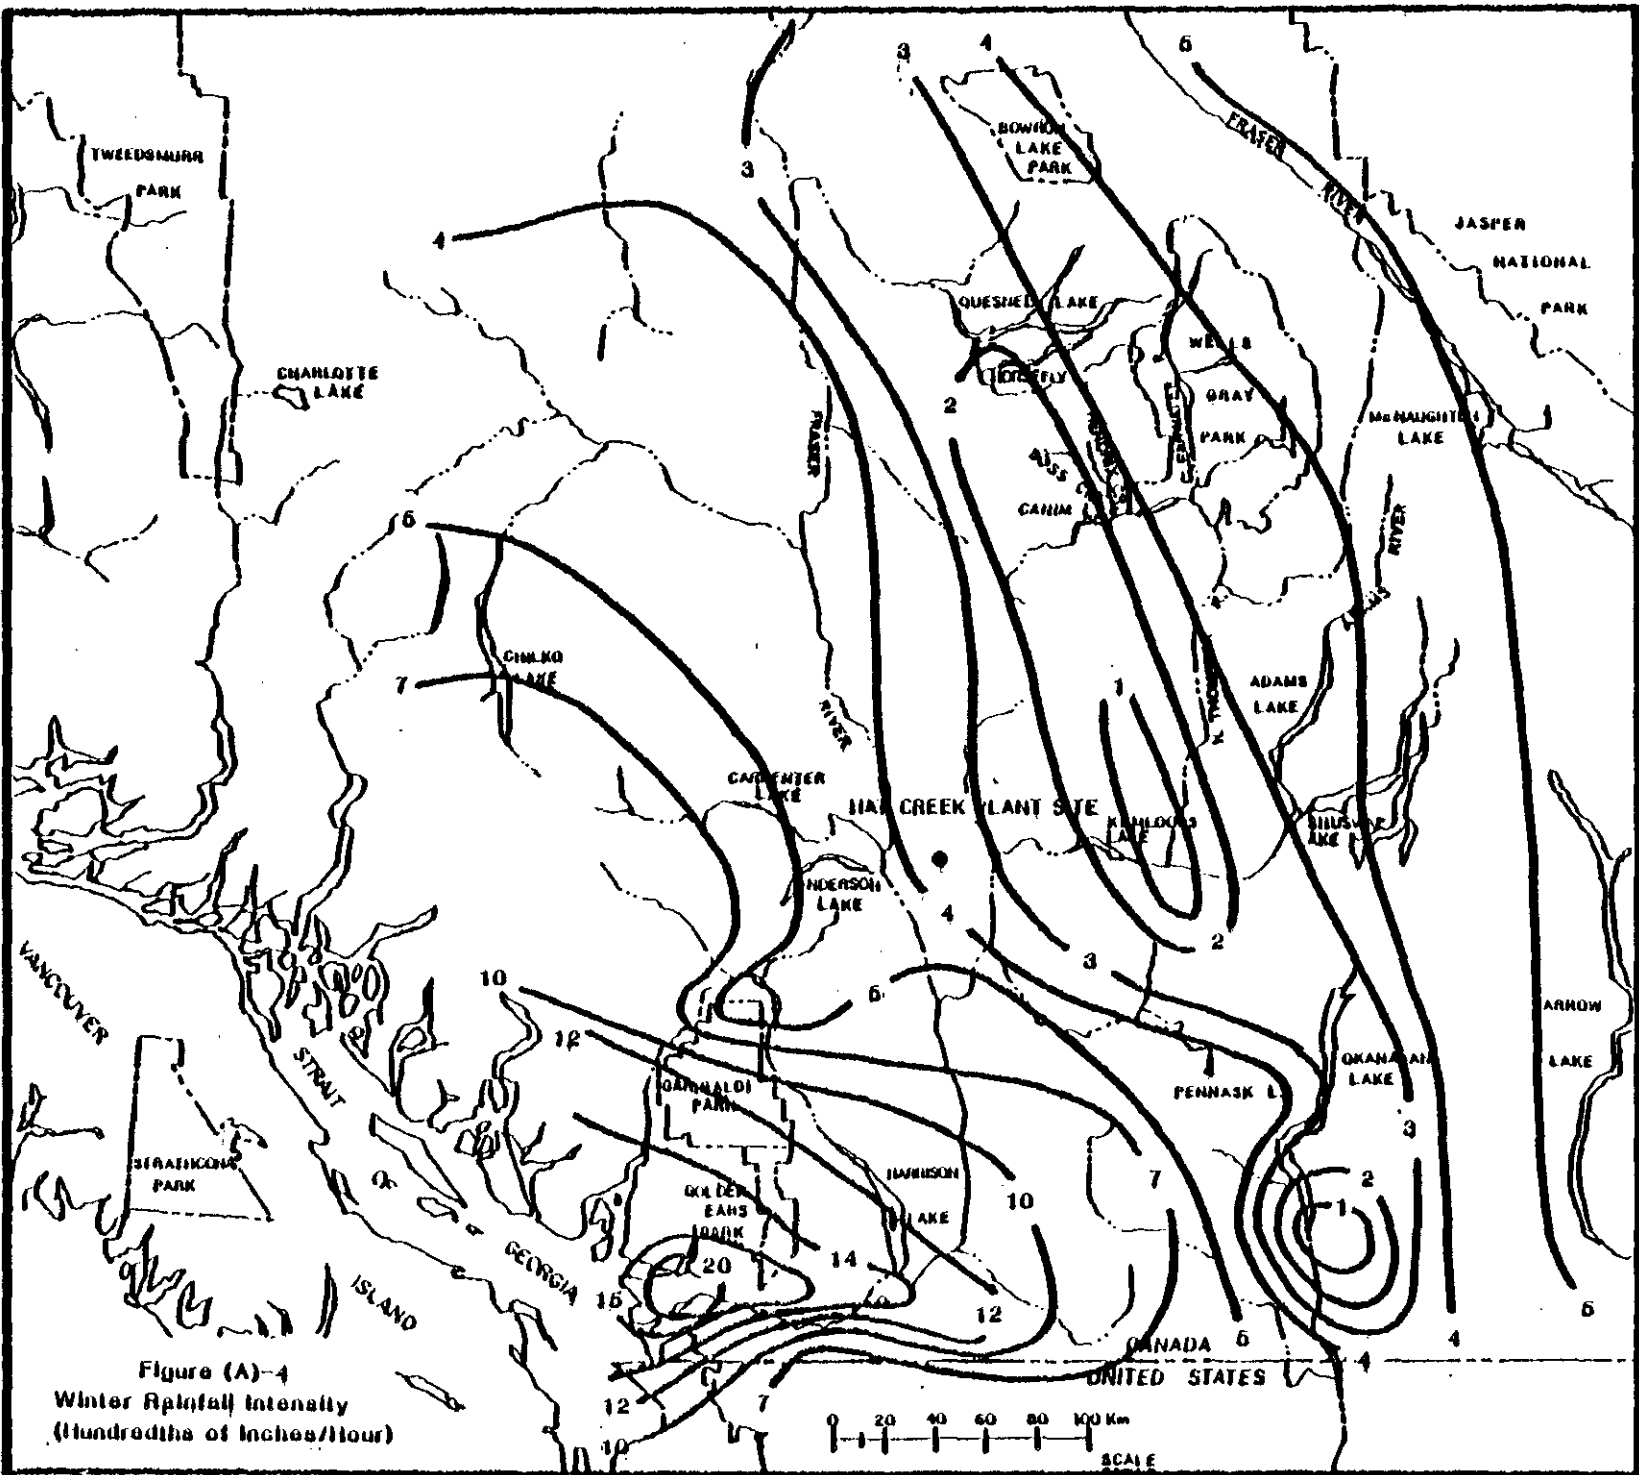 3
4
5
FRASER
RIVER
BOWRON
LAKE
PARK
TWEEDSMUIR
PARK
3
JASPER
NATIONAL
PARK
4
QUESNEL LAKE
WELLS
GRAY
PARK
CHARLOTTE
LAKE
2
McNAUGHTON
LAKE
FRASER
CANIM
5
RIVER
CHILKO
LAKE
7
1
ADAMS
LAKE
N. THOMPSON
RIVER
CARPENTER
LAKE
HAT CREEK PLANT SITE
KAMLOOPS
LAKE
SHUSWAP
LAKE
ANDERSON
LAKE
4
2
3
VANCOUVER
10
5
12
ARROW
LAKE
STRAIT
GARIBALDI
PARK
OKANAGAN
LAKE
PENNASK L.
3
STRATHCONA
PARK
OF
HARRISON
LAKE
7
2
1
10
GOLDEN
EARS
PARK
GEORGIA
20
14
15
ISLAND
12
5
4
5
CANADA
UNITED STATES
4
7
12
10
0 20 40 60 80 100 Km
SCALE
Figure (A)-4
Winter Rainfall Intensity
(Hundredths of Inches/Hour)